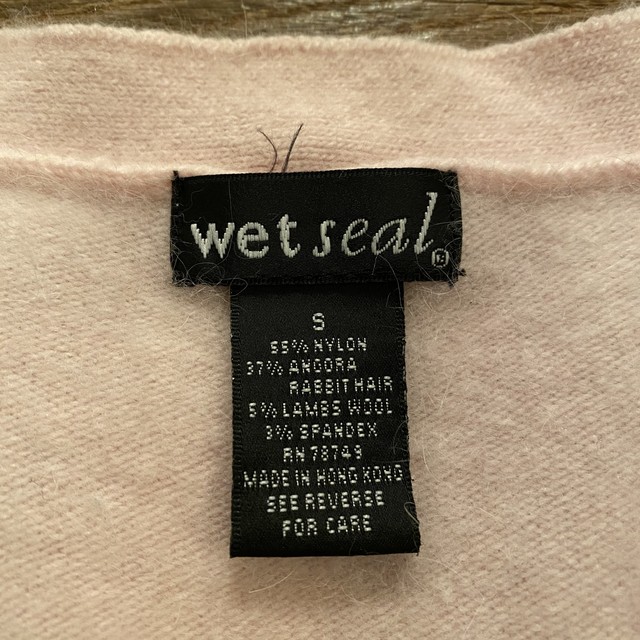 wet seal®
S
55% NYLON
37% ANGORA
RABBIT HAIR
5% LAMBS WOOL
3% SPANDEX
RN 78743
MADE IN HONG KONG
SEE REVERSE
FOR CARE